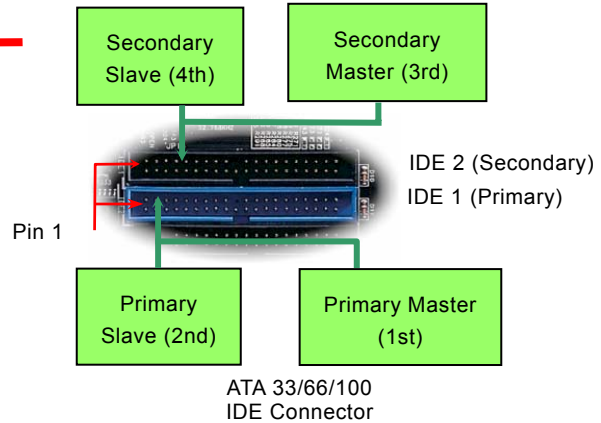 Secondary
Slave (4th)
Secondary
Master (3rd)
IDE 2 (Secondary)
IDE 1 (Primary)
Pin 1
Primary
Slave (2nd)
Primary Master
(1st)
ATA 33/66/100
IDE Connector